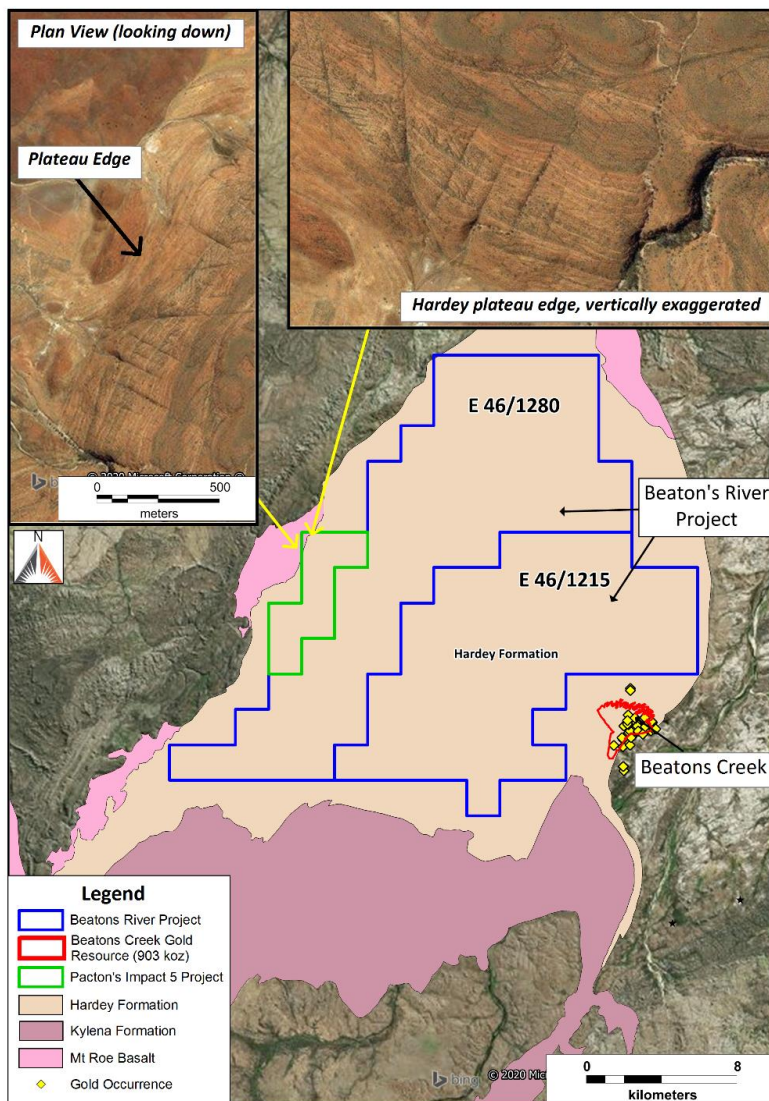 Plan View (looking down)
Plateau Edge
0 500
meters
Hardey plateau edge, vertically exaggerated
N
E 46/1280
Beaton's River
Project
E 46/1215
Hardey Formation
Beatons Creek
Legend
Beatons River Project
Beatons Creek Gold
Resource (903 koz)
Pacton's Impact 5 Project
Hardey Formation
Kylena Formation
Mt Roe Basalt
Gold Occurrence
bing © 2020
0 8
kilometers